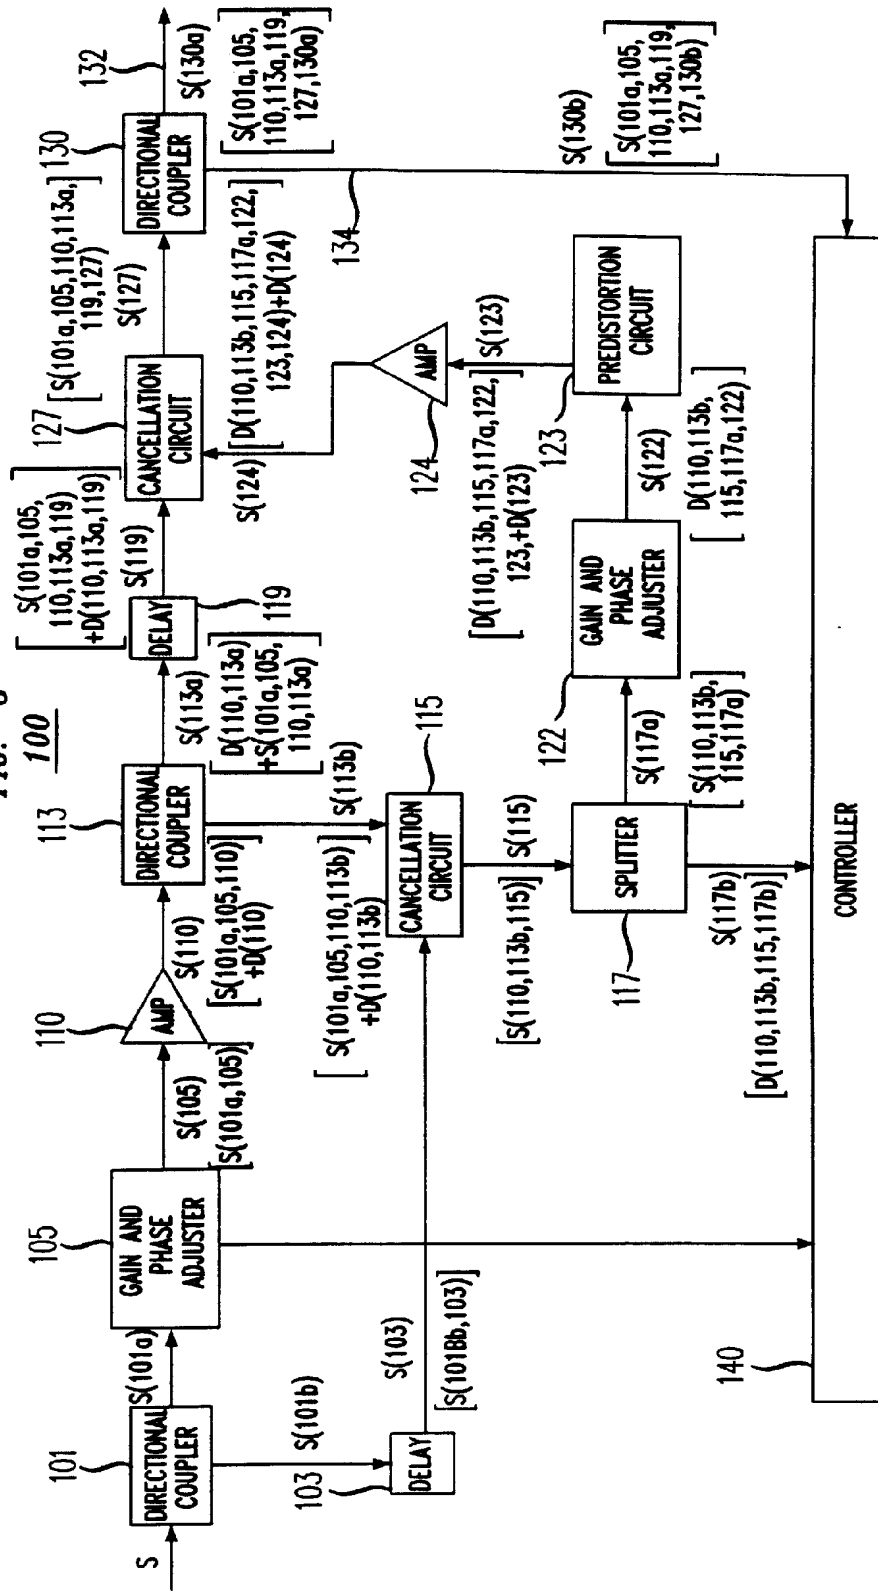 100
S
DIRECTIONAL
COUPLER
101
S(101a)
GAIN AND
PHASE
ADJUSTER
105
S(105)
[S(101a,105)]
AMP
110
S(110)
[S(101a,105,110)
+D(110)]
DIRECTIONAL
COUPLER
113
S(113a)
[D(110,113a)
+S(101a,105,
110,113a)]
DELAY
119
S(119)
[S(101a,105,
110,113a,119)
+D(110,113a,119)]
CANCELLATION
CIRCUIT
127
[S(101a,105,110,113a,
119,127)]
S(127)
DIRECTIONAL
COUPLER
130
132
S(130a)
[S(101a,105,
110,113a,119,
127,130a)]
S(101b)
DELAY
103
S(103)
[S(101Bb,103)]
S(113b)
[S(101a,105,110,113b)
+D(110,113b)]
CANCELLATION
CIRCUIT
115
S(115)
[S(110,113b,115)]
SPLITTER
117
S(117a)
[S(110,113b,
115,117a)]
S(117b)
[D(110,113b,115,117b)]
GAIN AND
PHASE
ADJUSTER
122
S(122)
[D(110,113b,
115,117a,122)]
PREDISTORTION
CIRCUIT
123
S(123)
[D(110,113b,115,117a,122,
123,+D(123)]
AMP
124
S(124)
[D(110,113b,115,117a,122,
123,124)+D(124)]
134
S(130b)
[S(101a,105,
110,113a,119,
127,130b)]
CONTROLLER
140